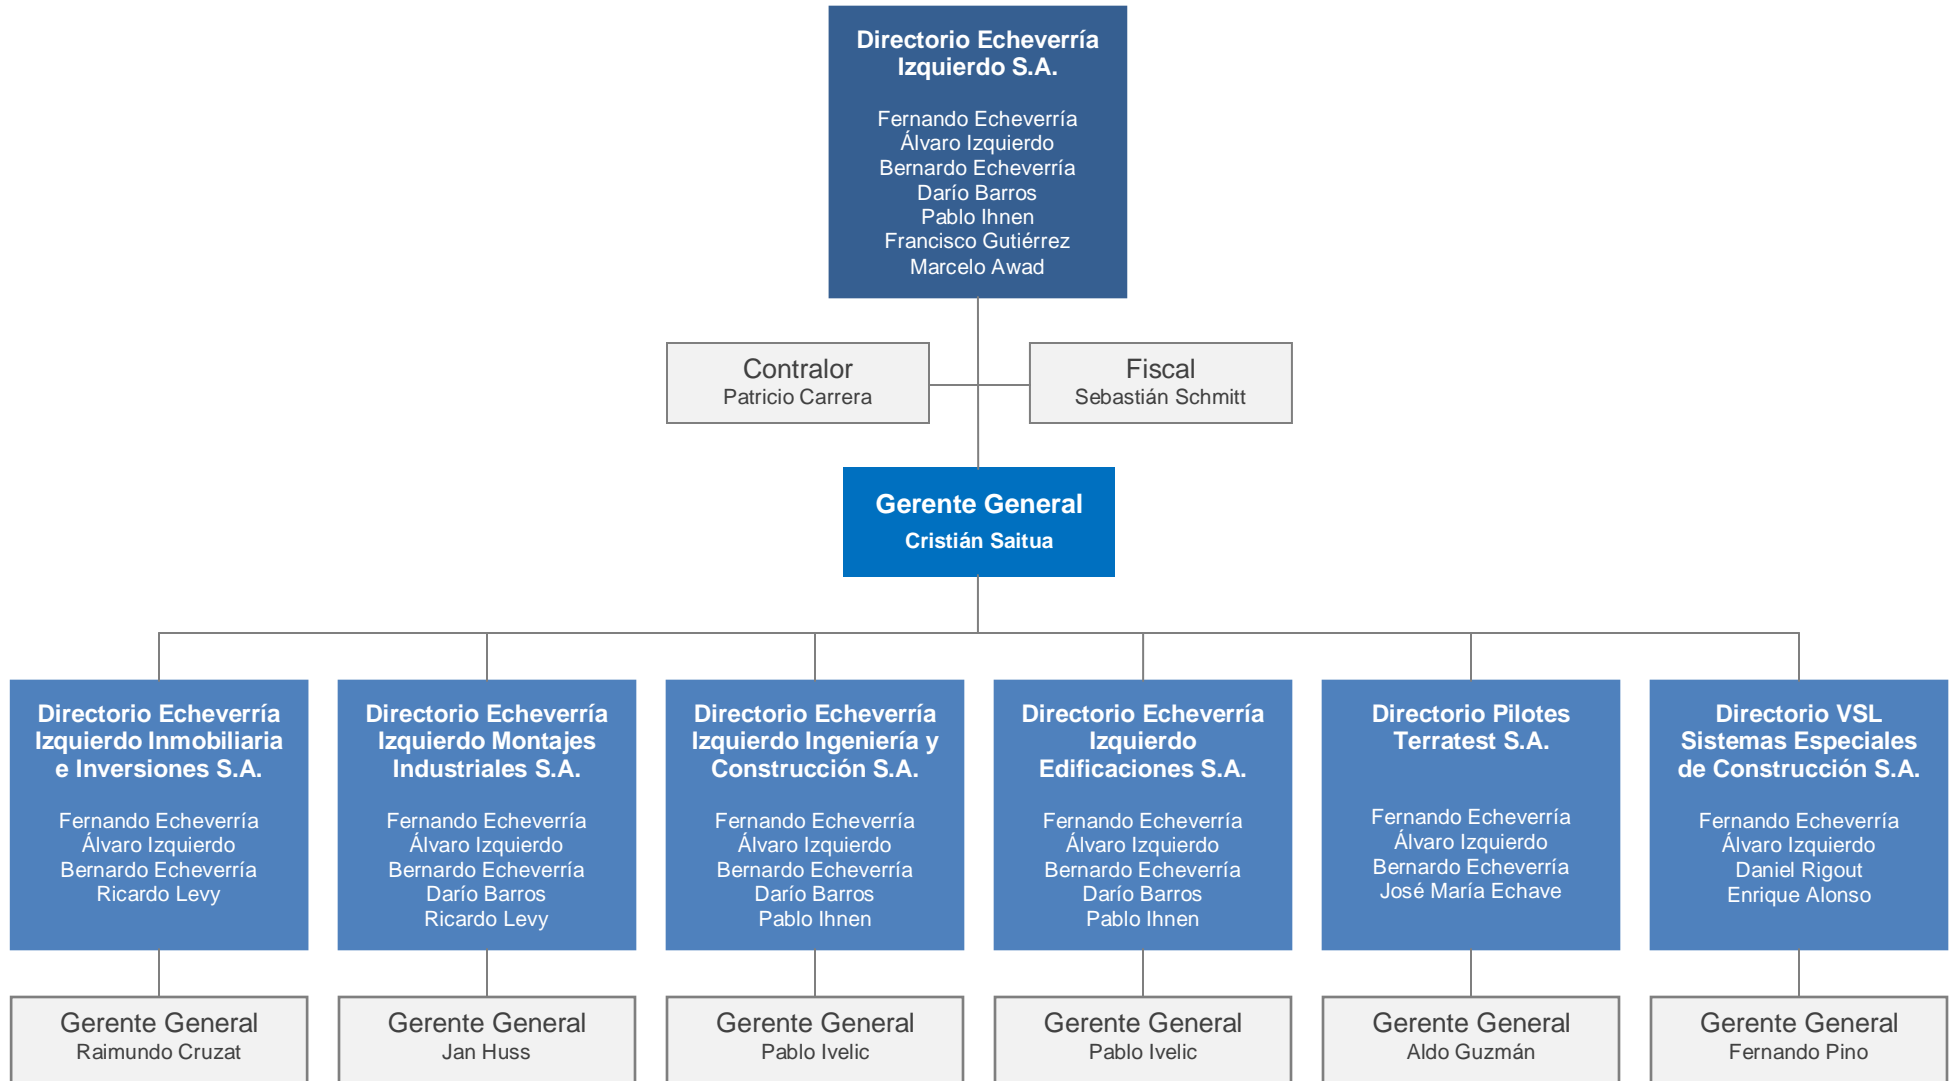 Directorio Echeverría
Izquierdo S.A.
Fernando Echeverría
Álvaro Izquierdo
Bernardo Echeverría
Darío Barros
Pablo Ihnen
Francisco Gutiérrez
Marcelo Awad
Contralor
Patricio Carrera
Fiscal
Sebastián Schmitt
Gerente General
Cristián Saitua
Directorio Echeverría
Izquierdo Inmobiliaria
e Inversiones S.A.
Fernando Echeverría
Álvaro Izquierdo
Bernardo Echeverría
Ricardo Levy
Gerente General
Raimundo Cruzat
Directorio Echeverría
Izquierdo Montajes
Industriales S.A.
Fernando Echeverría
Álvaro Izquierdo
Bernardo Echeverría
Darío Barros
Ricardo Levy
Gerente General
Jan Huss
Directorio Echeverría
Izquierdo Ingeniería y
Construcción S.A.
Fernando Echeverría
Álvaro Izquierdo
Bernardo Echeverría
Darío Barros
Pablo Ihnen
Gerente General
Pablo Ivelic
Directorio Echeverría
Izquierdo
Edificaciones S.A.
Fernando Echeverría
Álvaro Izquierdo
Bernardo Echeverría
Darío Barros
Pablo Ihnen
Gerente General
Pablo Ivelic
Directorio Pilotes
Terratest S.A.
Fernando Echeverría
Álvaro Izquierdo
Bernardo Echeverría
José María Echave
Gerente General
Aldo Guzmán
Directorio VSL
Sistemas Especiales
de Construcción S.A.
Fernando Echeverría
Álvaro Izquierdo
Daniel Rigout
Enrique Alonso
Gerente General
Fernando Pino